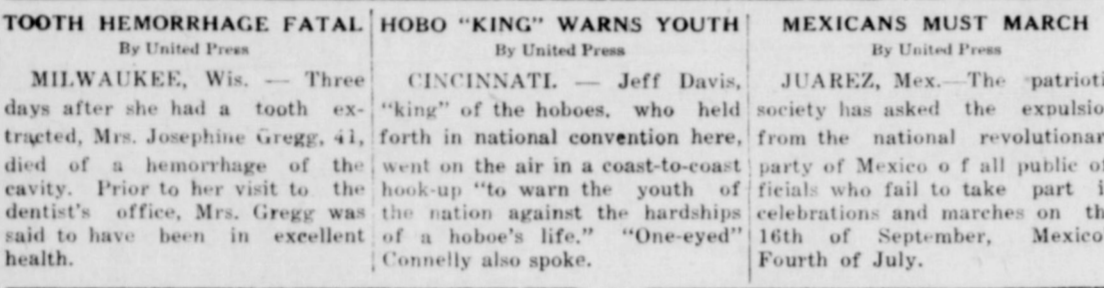 TOOTH HEMORRHAGE FATAL
By United Press
MILWAUKEE, Wis. — Three
days after she had a tooth ex-
tracted, Mrs. Josephine Gregg, 41,
died of a hemorrhage of the
cavity. Prior to her visit to the
dentist's office, Mrs. Gregg was
said to have been in excellent
health.
HOBO "KING" WARNS YOUTH
By United Press
CINCINNATI. — Jeff Davis,
"king" of the hoboes, who held
forth in national convention here,
went on the air in a coast-to-coast
hook-up "to warn the youth of
the nation against the hardships
of a hoboe's life." "One-eyed"
Connelly also spoke.
MEXICANS MUST MARCH
By United Press
JUAREZ, Mex.—The patrioti
society has asked the expulsio
from the national revolutionar
party of Mexico o f all public of
ficials who fail to take part i
celebrations and marches on th
16th of September, Mexico
Fourth of July.